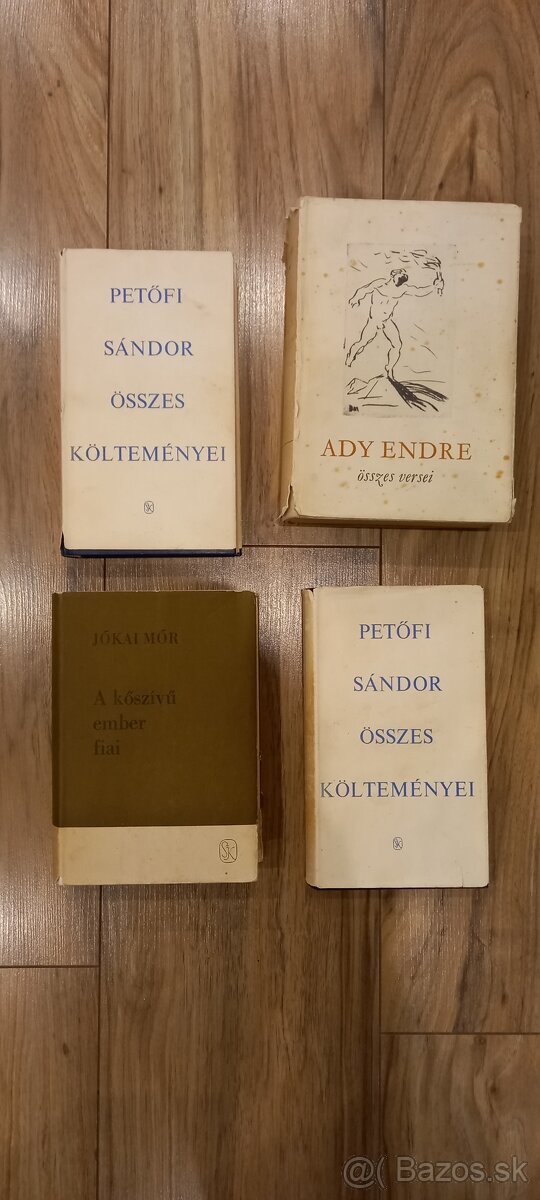 PETŐFI
SÁNDOR
ÖSSZES
KÖLTEMÉNYEI
ADY ENDRE
összes versei
JÓKAI MÓR
A kőszívű
ember
fiai
PETŐFI
SÁNDOR
ÖSSZES
KÖLTEMÉNYEI
@( Bazos.sk